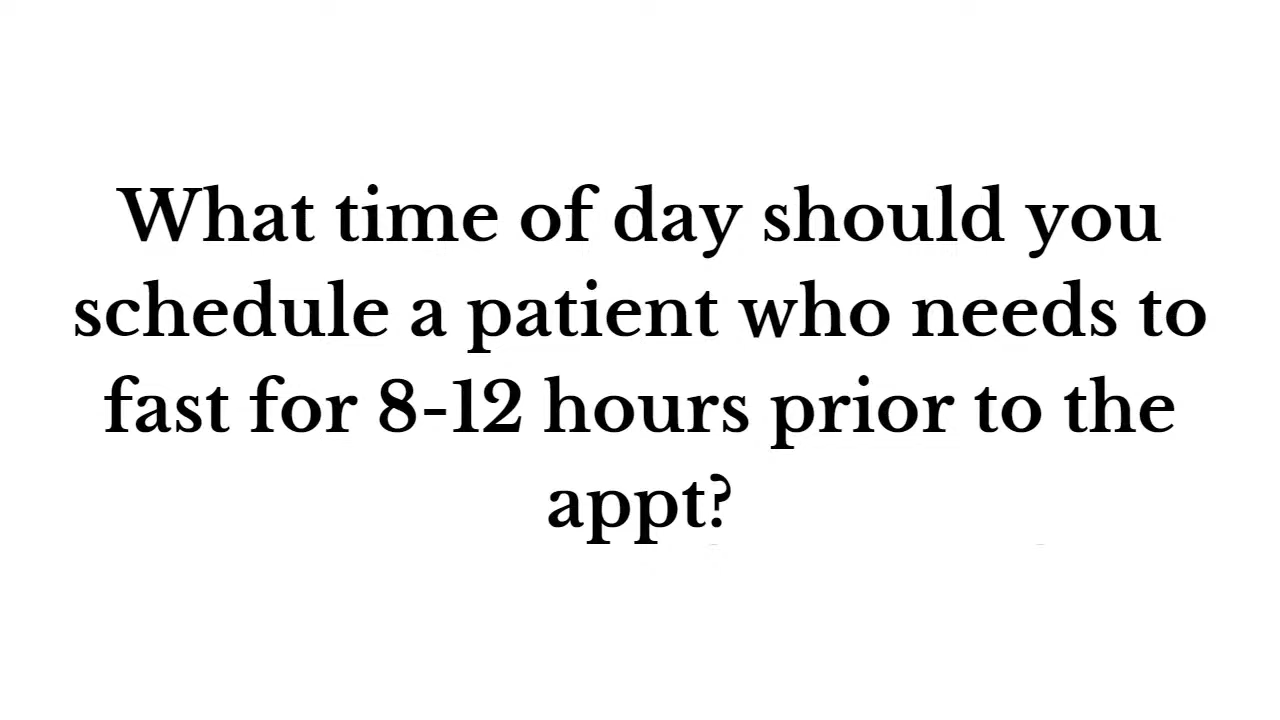 What time of day should you
schedule a patient who needs to
fast for 8-12 hours prior to the
appt?